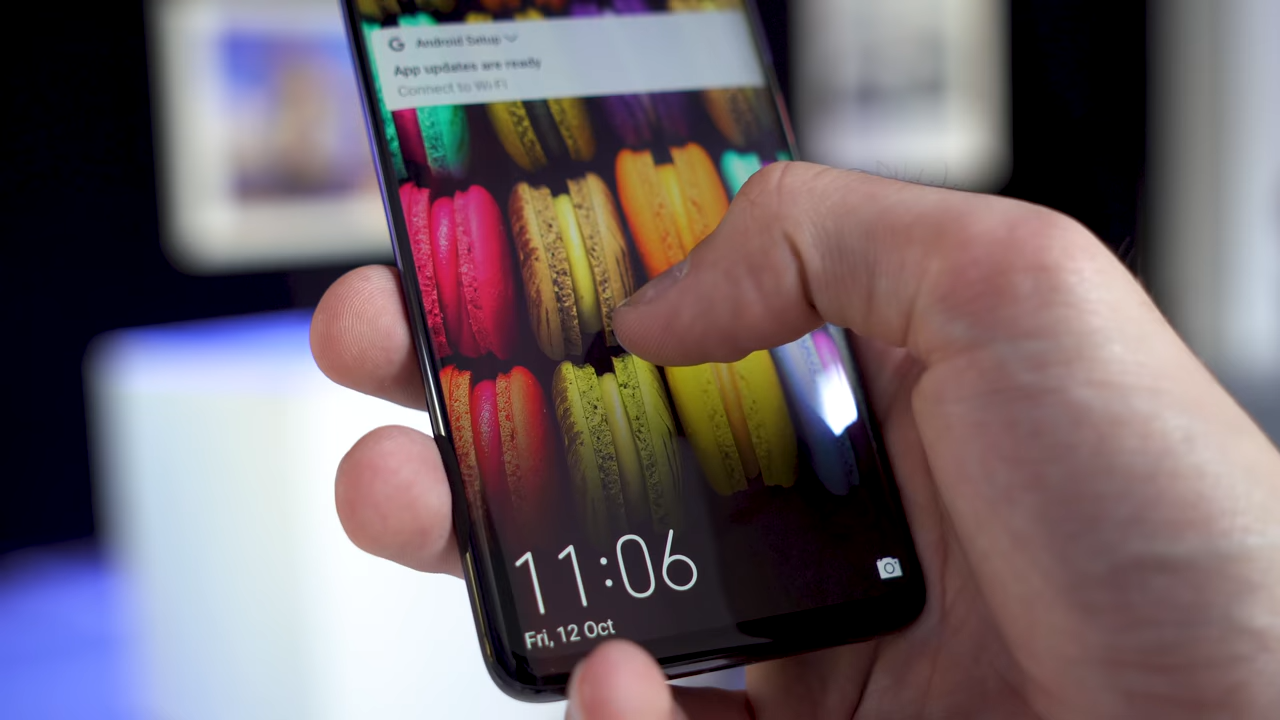 G Android Setup
App updates are ready
Connect to Wi-Fi
11:06
Fri, 12 Oct